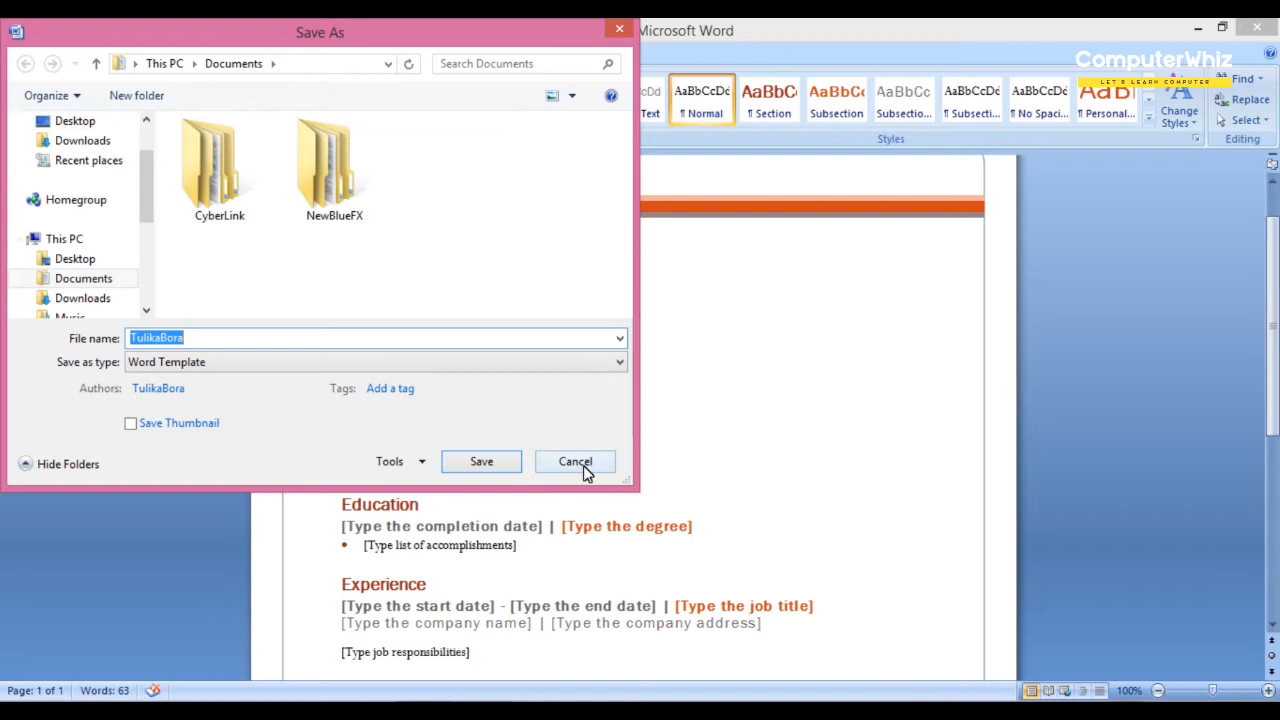 Save As
Microsoft Word
This PC
Documents
Search Documents
ComputerWhiz
LET'S LEARN COMPUTER
Organize
New folder
Desktop
Downloads
Recent places
Homegroup
This PC
Desktop
Documents
Downloads
Music
CyberLink
NewBlueFX
File name: TulikaBora
Save as type: Word Template
Authors: TulikaBora
Tags: Add a tag
Save Thumbnail
Hide Folders
Tools
Save
Cancel
AaBbCcDd AaBbCc AaBbCc AaBbCc AaBbCcDd AaBbCcDd
Text ¶ Normal ¶ Section Subsection Subsectio... ¶ Subsecti... ¶ No Spaci... ¶ Personal...
Change
Styles
Styles
Find
Replace
Select
Editing
Education
[Type the completion date] | [Type the degree]
• [Type list of accomplishments]
Experience
[Type the start date] - [Type the end date] | [Type the job title]
[Type the company name] | [Type the company address]
[Type job responsibilities]
Page: 1 of 1 Words: 63
100%